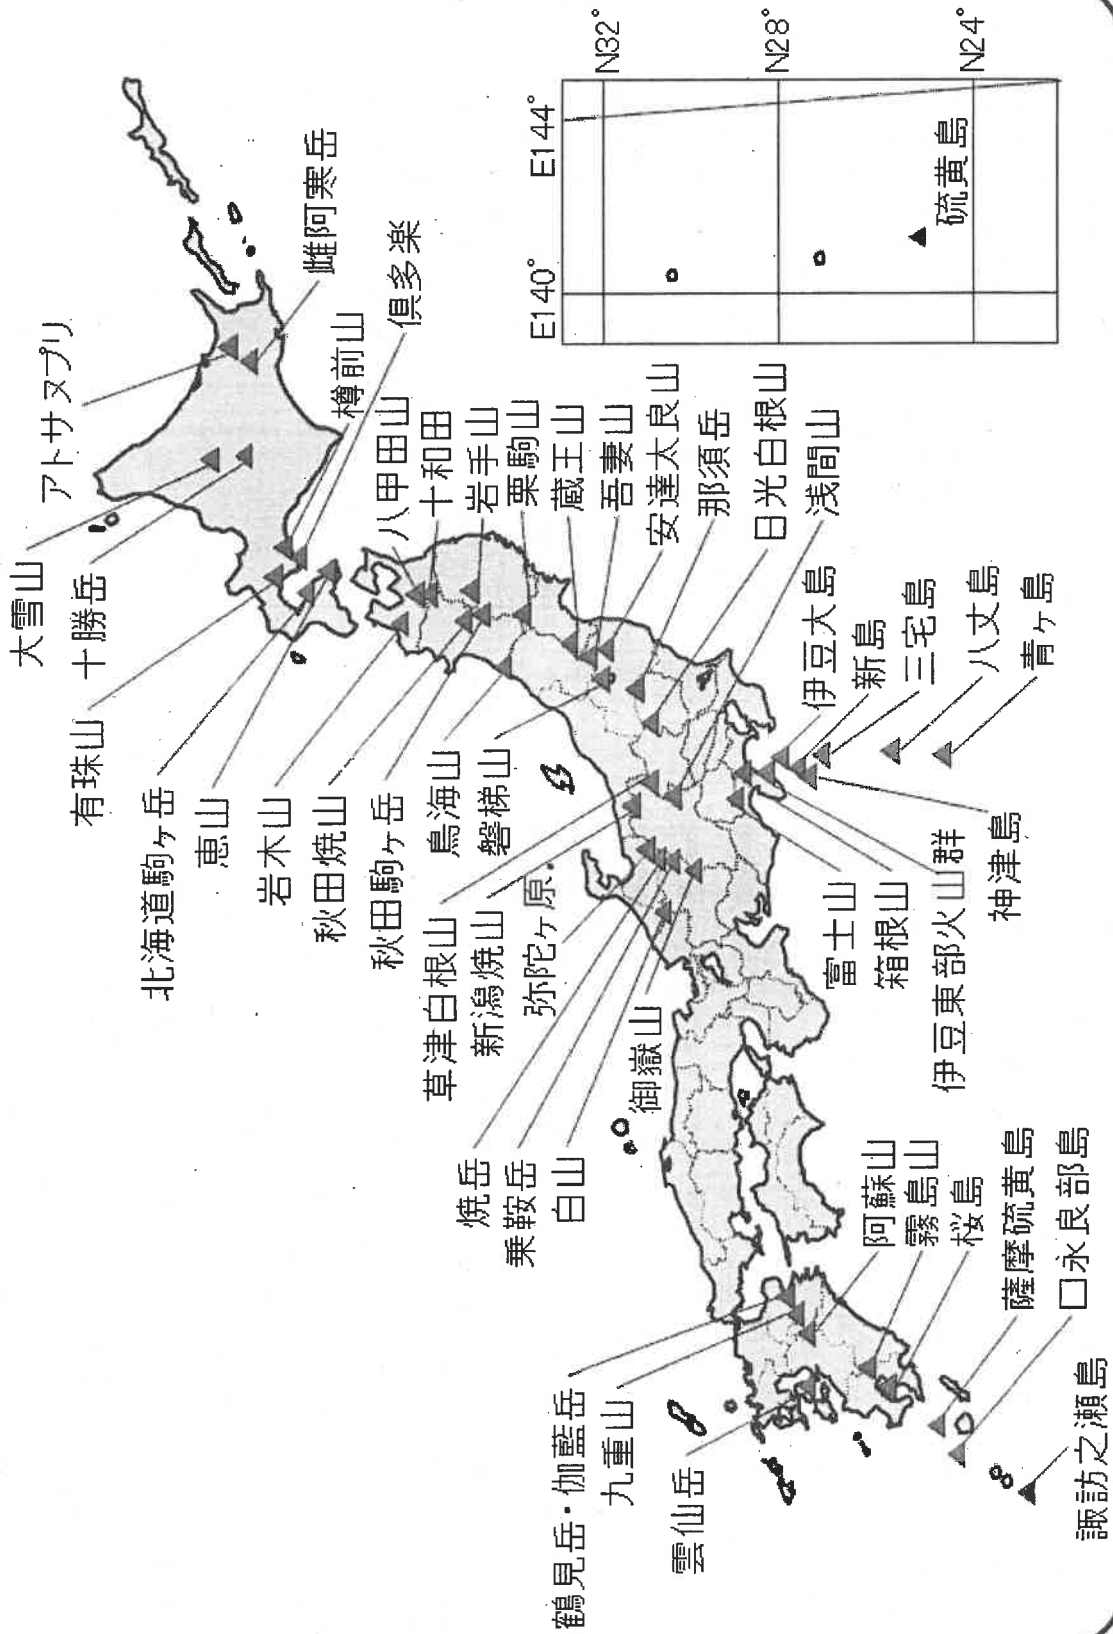 アトサヌプリ
大雪山
十勝岳
有珠山
北海道駒ヶ岳
恵山
岩木山
秋田焼山
秋田駒ヶ岳
鳥海山
磐梯山
草津白根山
新潟焼山
弥陀ヶ原
焼岳
乗鞍岳
白山
御嶽山
鶴見岳・伽藍岳
九重山
雲仙岳
雌阿寒岳
樽前山
倶多楽
八甲田山
十和田
岩手山
栗駒山
蔵王山
吾妻山
安達太良山
那須岳
日光白根山
浅間山
伊豆大島
新島
三宅島
八丈島
青ヶ島
神津島
富士山
箱根山
伊豆東部火山群
阿蘇山
霧島山
桜島
薩摩硫黄島
口永良部島
諏訪之瀬島
E140°
E144°
N32°
N28°
N24°
硫黄島